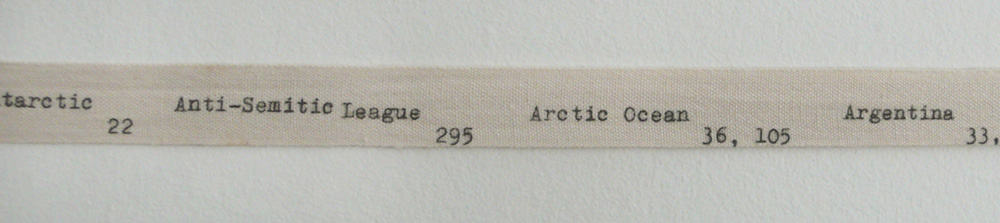 tarctic Anti-Semitic League Arctic Ocean Argentina
22 295 36, 105 33,